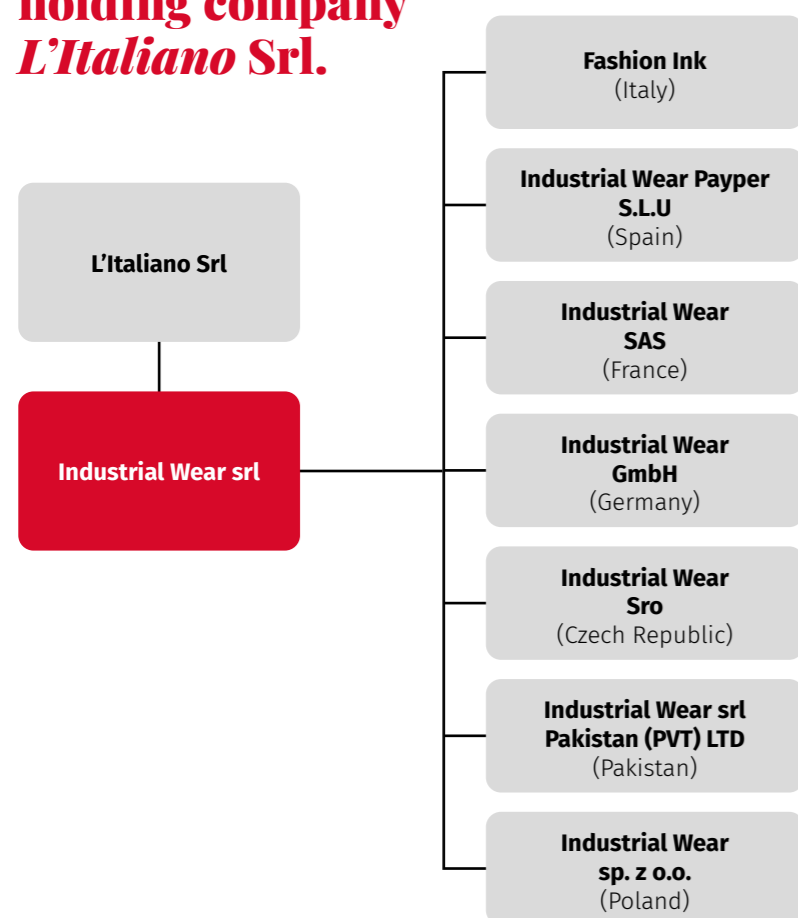 holding company
L’Italiano Srl.
L’Italiano Srl
Industrial Wear srl
Fashion Ink
(Italy)
Industrial Wear Payper
S.L.U
(Spain)
Industrial Wear
SAS
(France)
Industrial Wear
GmbH
(Germany)
Industrial Wear
Sro
(Czech Republic)
Industrial Wear srl
Pakistan (PVT) LTD
(Pakistan)
Industrial Wear
sp. z o.o.
(Poland)